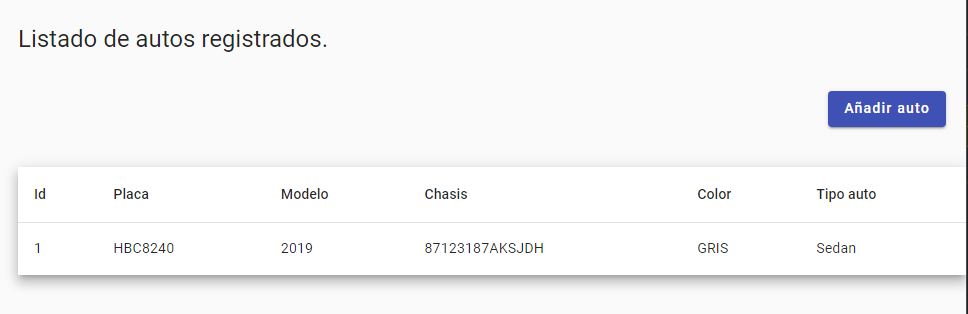 Listado de autos registrados.
Añadir auto
Id Placa Modelo Chasis Color Tipo auto
1 HBC8240 2019 87123187AKSJDH GRIS Sedan